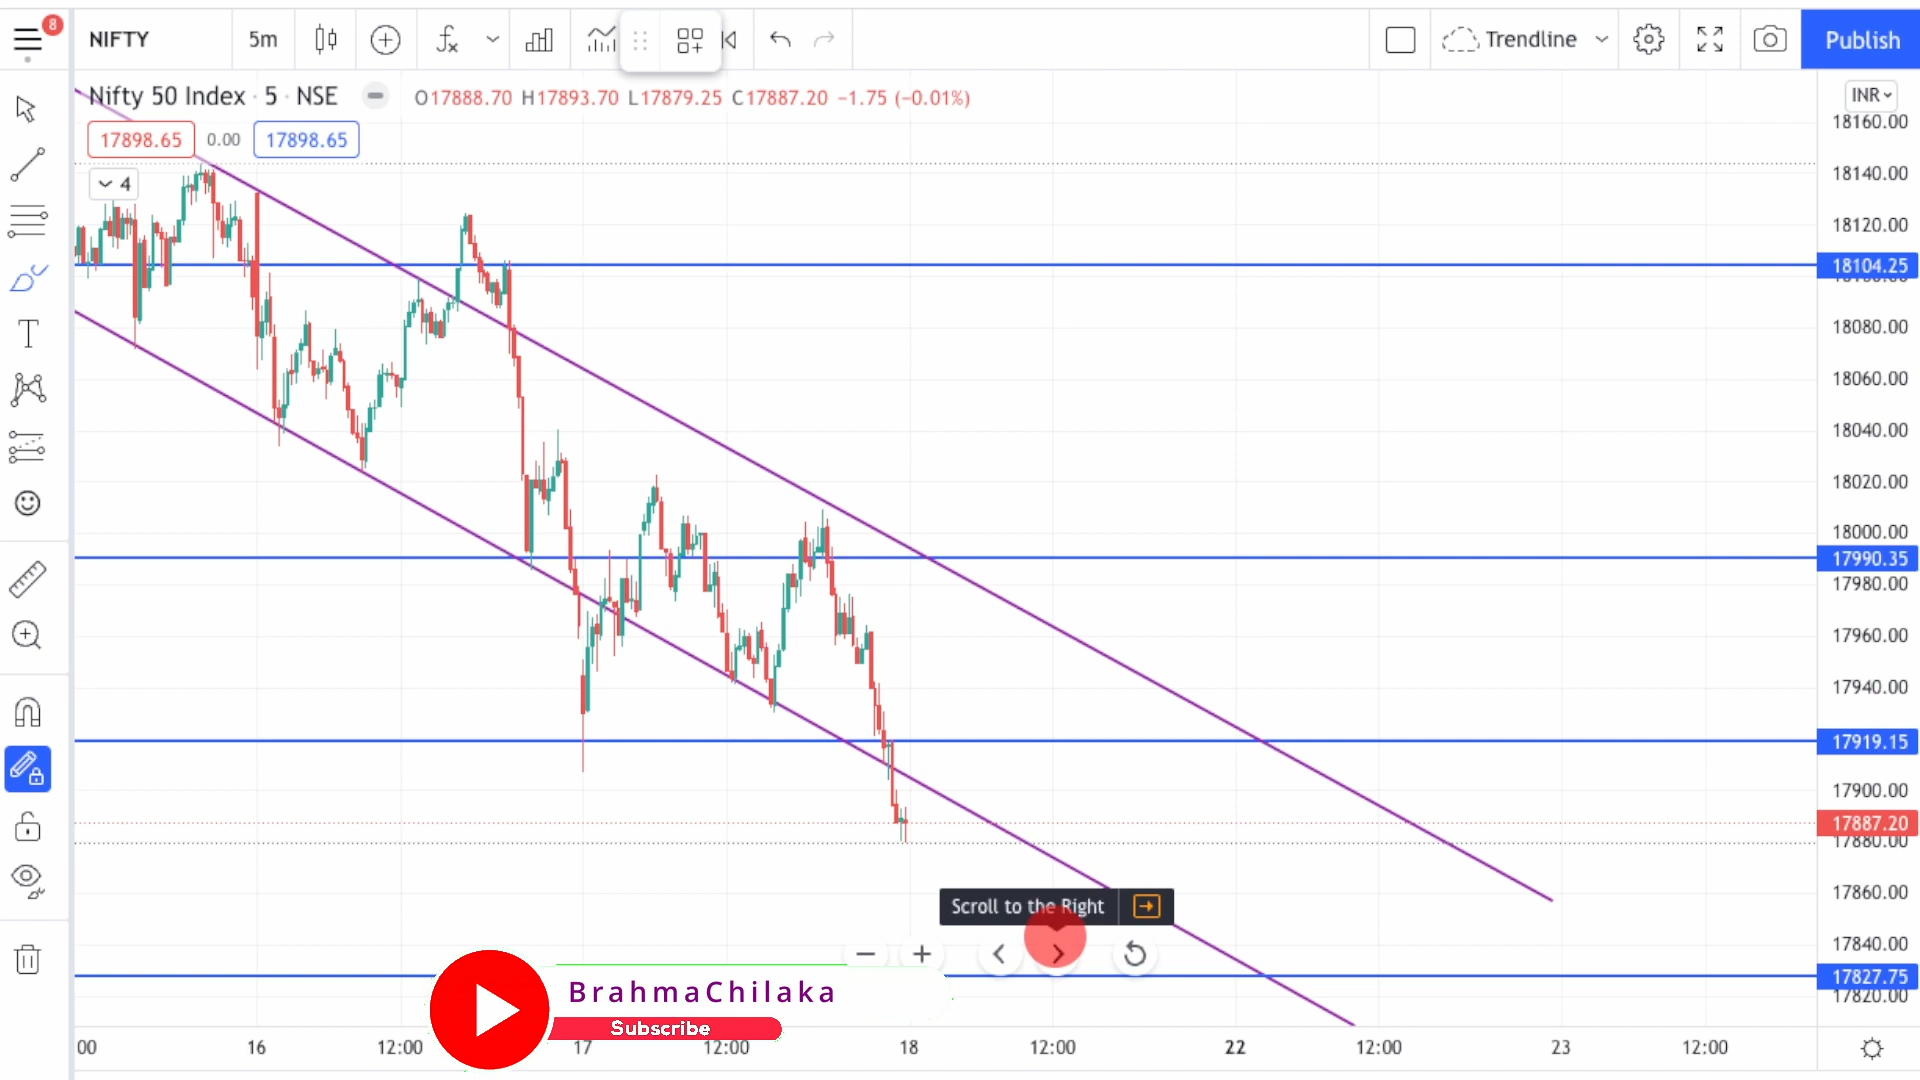 8
NIFTY
5m
Trendline
Publish
Nifty 50 Index · 5 · NSE
O17888.70 H17893.70 L17879.25 C17887.20 −1.75 (−0.01%)
INR
17898.65 0.00 17898.65
4
18160.00
18140.00
18120.00
18104.25
18080.00
18060.00
18040.00
18020.00
18000.00
17990.35
17980.00
17960.00
17940.00
17919.15
17900.00
17887.20
17880.00
17860.00
17840.00
17827.75
17820.00
Scroll to the Right
BrahmaChilaka
Subscribe
00 16 12:00 17 12:00 18 12:00 22 12:00 23 12:00